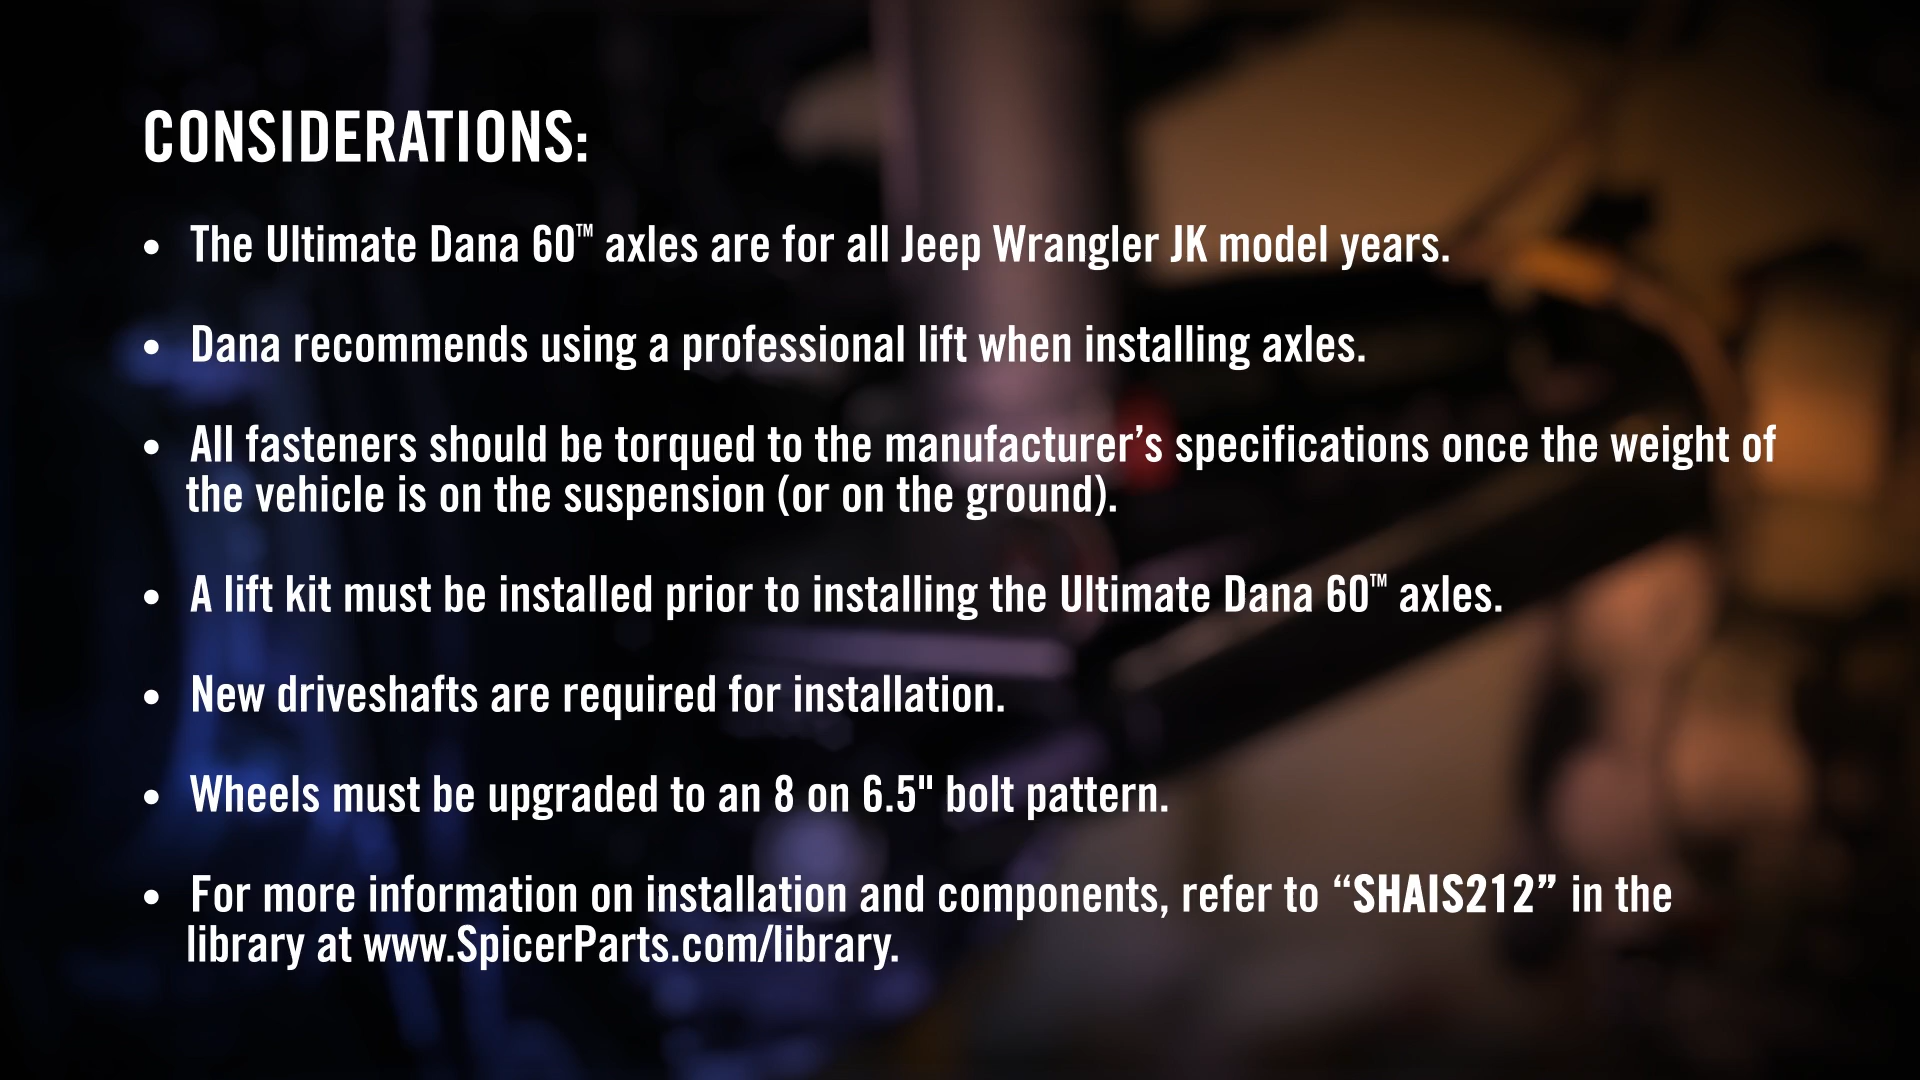 CONSIDERATIONS:
• The Ultimate Dana 60™ axles are for all Jeep Wrangler JK model years.
• Dana recommends using a professional lift when installing axles.
• All fasteners should be torqued to the manufacturer’s specifications once the weight of
the vehicle is on the suspension (or on the ground).
• A lift kit must be installed prior to installing the Ultimate Dana 60™ axles.
• New driveshafts are required for installation.
• Wheels must be upgraded to an 8 on 6.5" bolt pattern.
• For more information on installation and components, refer to “SHAIS212” in the
library at www.SpicerParts.com/library.